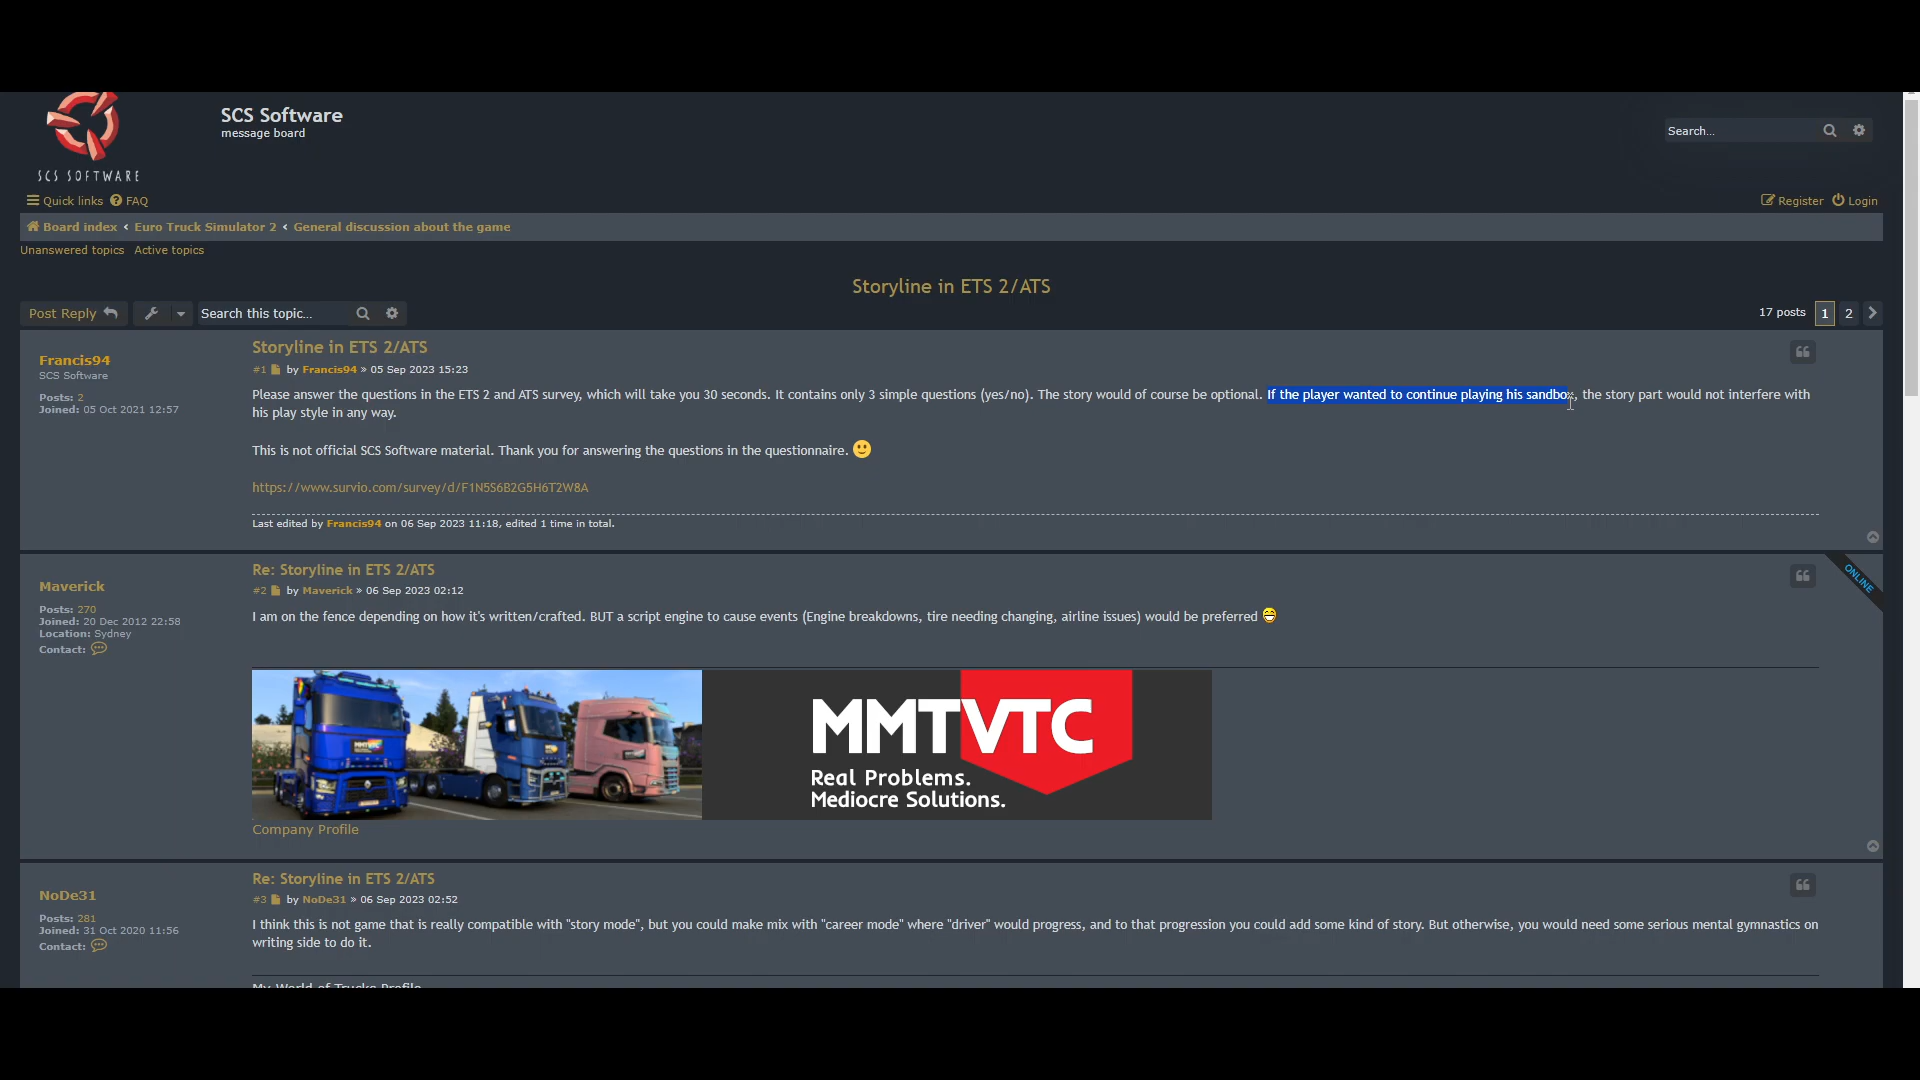 SCS Software
message board
SCS SOFTWARE
Search...
Quick links FAQ
Register Login
Board index ‹ Euro Truck Simulator 2 ‹ General discussion about the game
Unanswered topics Active topics
Storyline in ETS 2/ATS
Post Reply
Search this topic...
17 posts 1 2
Francis94
SCS Software
Posts: 2
Joined: 05 Oct 2021 12:57
Storyline in ETS 2/ATS
#1 by Francis94 » 05 Sep 2023 15:23
Please answer the questions in the ETS 2 and ATS survey, which will take you 30 seconds. It contains only 3 simple questions (yes/no). The story would of course be optional. If the player wanted to continue playing his sandbox, the story part would not interfere with
his play style in any way.
This is not official SCS Software material. Thank you for answering the questions in the questionnaire.
https://www.survio.com/survey/d/F1N5S6B2G5H6T2W8A
Last edited by Francis94 on 06 Sep 2023 11:18, edited 1 time in total.
Maverick
Posts: 270
Joined: 20 Dec 2012 22:58
Location: Sydney
Contact:
Re: Storyline in ETS 2/ATS
#2 by Maverick » 06 Sep 2023 02:12
ONLINE
I am on the fence depending on how it's written/crafted. BUT a script engine to cause events (Engine breakdowns, tire needing changing, airline issues) would be preferred
MMTVTC
Real Problems.
Mediocre Solutions.
Company Profile
NoDe31
Posts: 281
Joined: 31 Oct 2020 11:56
Contact:
Re: Storyline in ETS 2/ATS
#3 by NoDe31 » 06 Sep 2023 02:52
I think this is not game that is really compatible with "story mode", but you could make mix with "career mode" where "driver" would progress, and to that progression you could add some kind of story. But otherwise, you would need some serious mental gymnastics on
writing side to do it.
My World of Trucks Profile